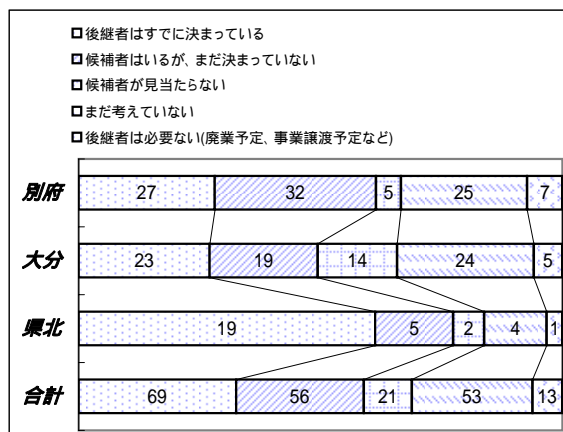 □後継者はすでに決まっている
□候補者はいるが、まだ決まっていない
□候補者が見当たらない
□まだ考えていない
□後継者は必要ない(廃業予定、事業譲渡予定など)
別府 27 32 5 25 7
大分 23 19 14 24 5
県北 19 5 2 4 1
合計 69 56 21 53 13